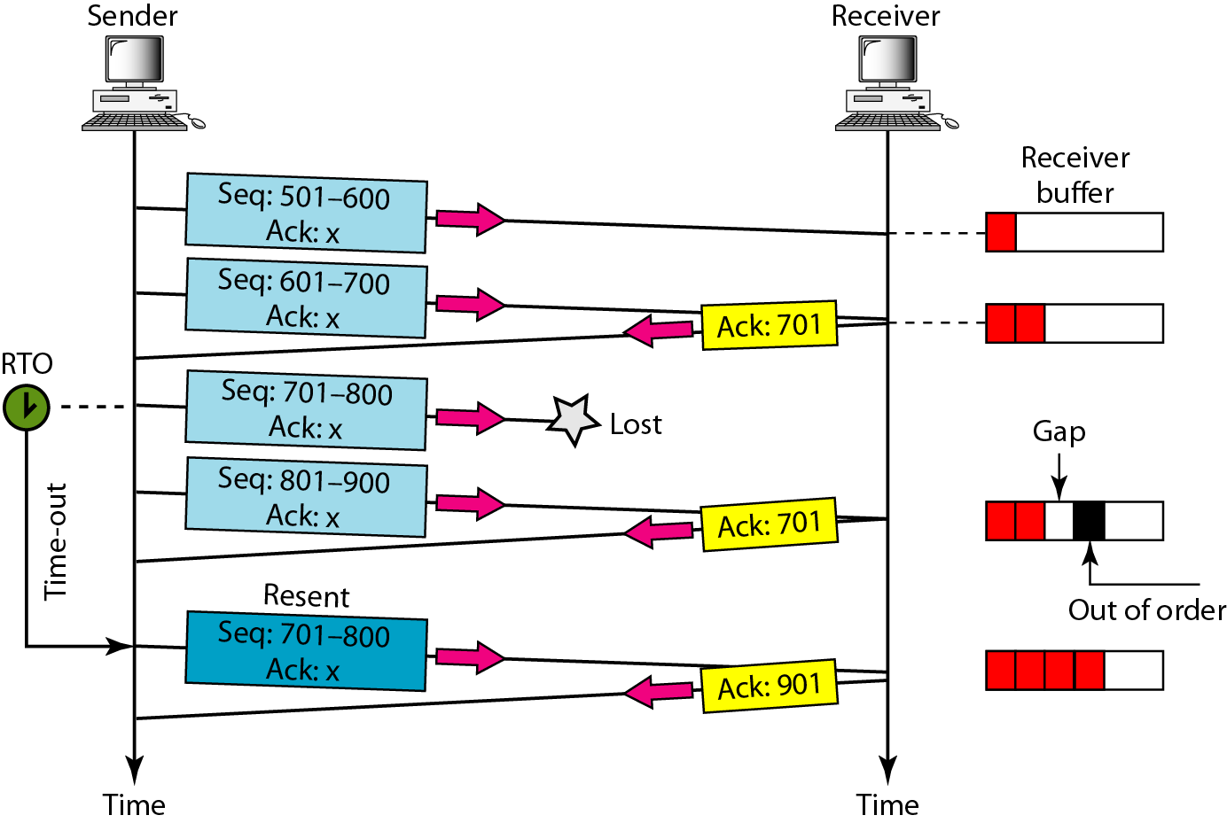 Sender
Receiver
Receiver
buffer
Seq: 501–600
Ack: x
Seq: 601–700
Ack: x
Ack: 701
RTO
Seq: 701–800
Ack: x
Lost
Gap
Seq: 801–900
Ack: x
Ack: 701
Time-out
Out of order
Resent
Seq: 701–800
Ack: x
Ack: 901
Time
Time